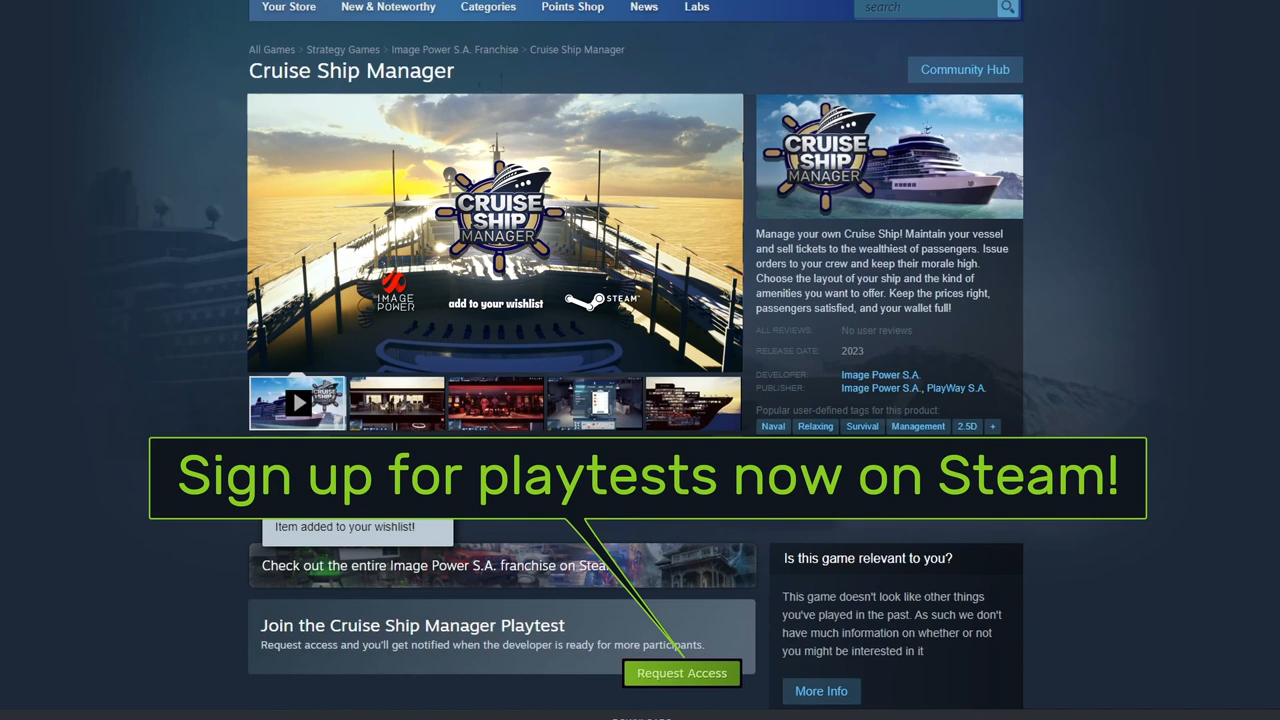 Your Store New & Noteworthy Categories Points Shop News Labs search
All Games > Strategy Games > Image Power S.A. Franchise > Cruise Ship Manager
Cruise Ship Manager
Community Hub
CRUISE
SHIP
MANAGER
IMAGE
POWER
add to your wishlist
STEAM
CRUISE
SHIP
MANAGER
Manage your own Cruise Ship! Maintain your vessel
and sell tickets to the wealthiest of passengers. Issue
orders to your crew and keep their morale high.
Choose the layout of your ship and the kind of
amenities you want to offer. Keep the prices right,
passengers satisfied, and your wallet full!
ALL REVIEWS: No user reviews
RELEASE DATE: 2023
DEVELOPER: Image Power S.A.
PUBLISHER: Image Power S.A., PlayWay S.A.
Popular user-defined tags for this product:
Naval Relaxing Survival Management 2.5D +
Sign up for playtests now on Steam!
Item added to your wishlist!
Check out the entire Image Power S.A. franchise on
Join the Cruise Ship Manager Playtest
Request access and you'll get notified when the developer is ready for more participants.
Request Access
Is this game relevant to you?
This game doesn't look like other things
you've played in the past. As such we don't
have much information on whether or not
you might be interested in it
More Info